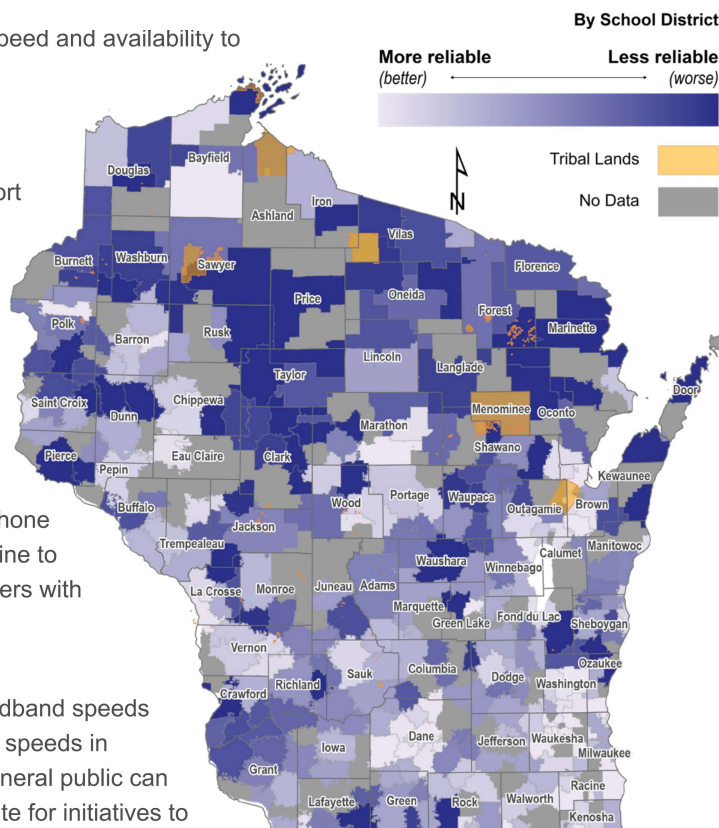 peed and availability to
ort
hone
ine to
ers with
dband speeds
speeds in
neral public can
te for initiatives to
By School District
More reliable
Less reliable
(better)
(worse)
Tribal Lands
No Data
N
Douglas
Bayfield
Iron
Ashland
Vilas
Burnett
Washburn
Sawyer
Florence
Price
Oneida
Forest
Polk
Barron
Rusk
Marinette
Lincoln
Langlade
Taylor
Door
Saint Croix
Dunn
Chippewa
Menominee
Oconto
Marathon
Shawano
Pierce
Pepin
Eau Claire
Clark
Kewaunee
Buffalo
Wood
Portage
Waupaca
Outagamie
Brown
Jackson
Trempealeau
Waushara
Winnebago
Calumet
Manitowoc
La Crosse
Monroe
Juneau
Adams
Marquette
Green Lake
Fond du Lac
Sheboygan
Vernon
Sauk
Columbia
Dodge
Ozaukee
Washington
Crawford
Richland
Iowa
Dane
Jefferson
Waukesha
Milwaukee
Grant
Lafayette
Green
Rock
Walworth
Racine
Kenosha